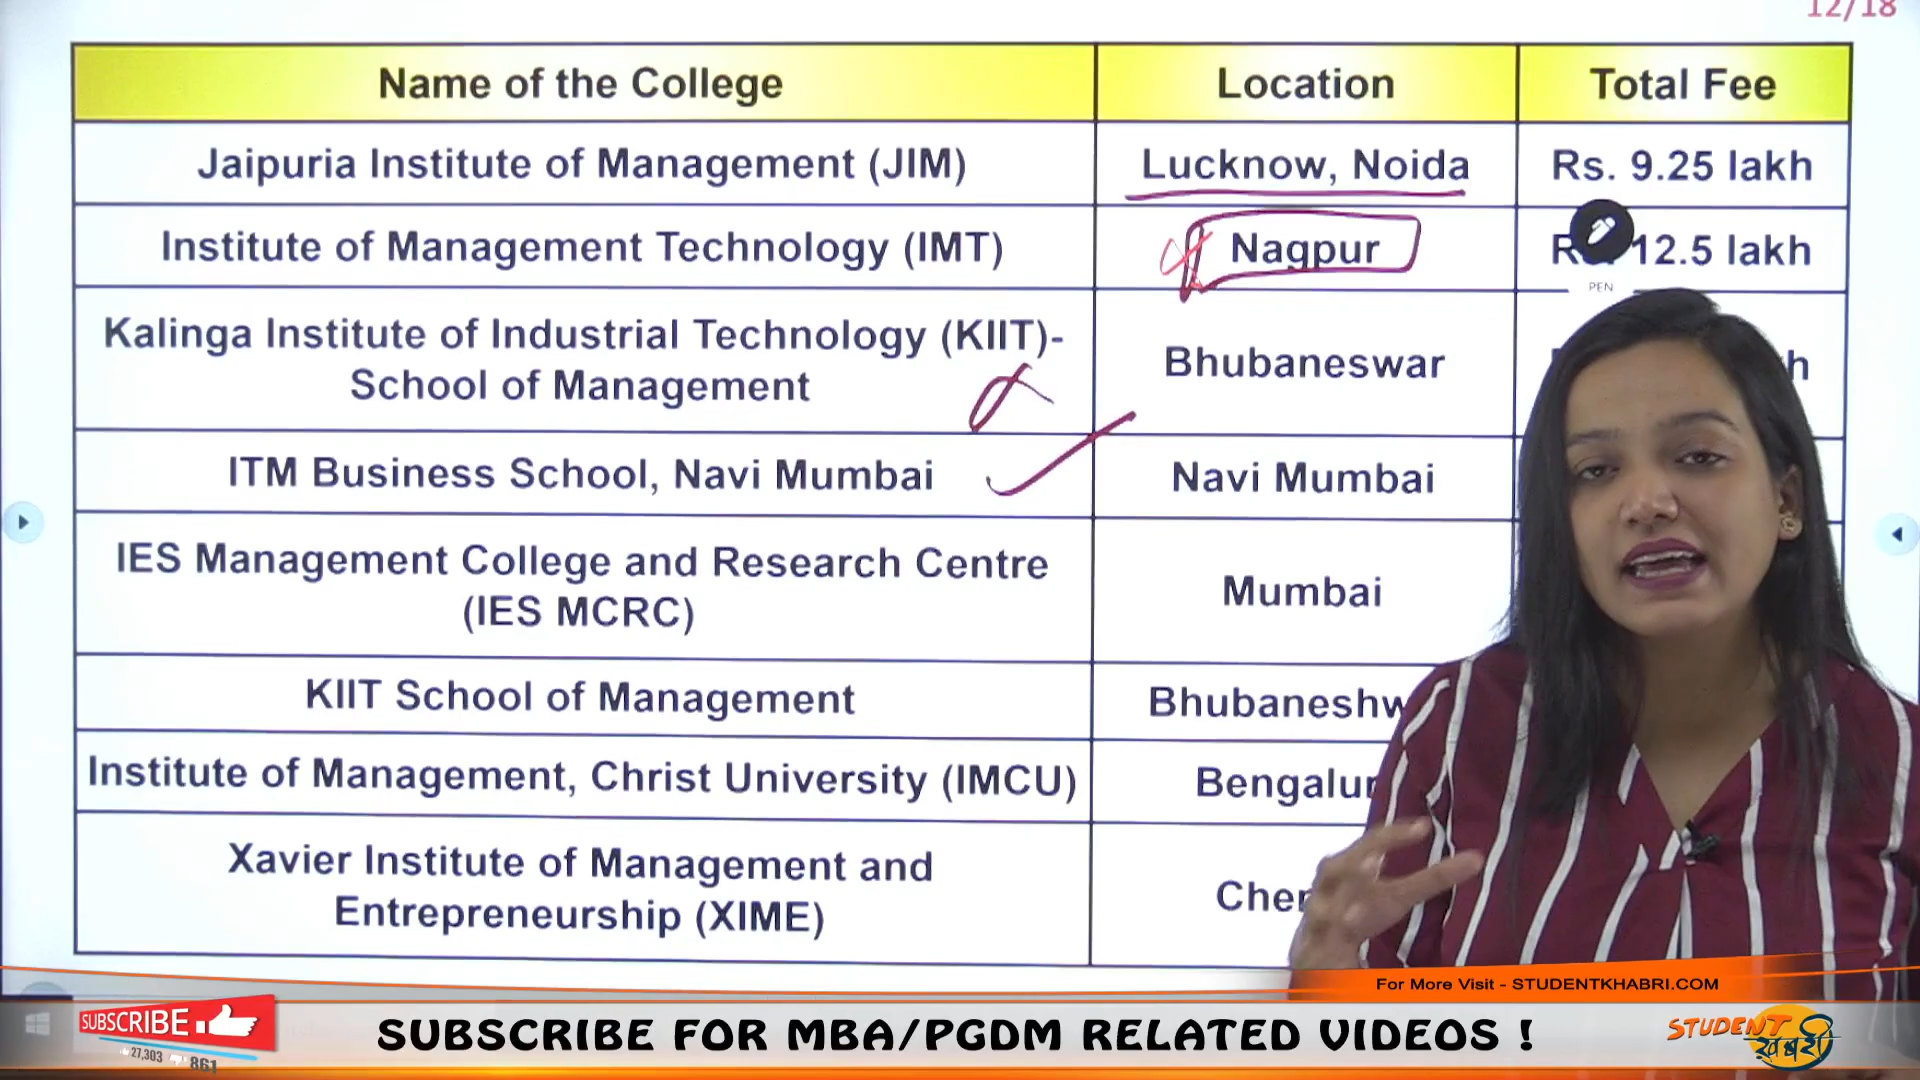 12/18
Name of the College Location Total Fee
Jaipuria Institute of Management (JIM) Lucknow, Noida Rs. 9.25 lakh
Institute of Management Technology (IMT) Nagpur 12.5 lakh
PEN
Kalinga Institute of Industrial Technology (KIIT)-
School of Management
Bhubaneswar
ITM Business School, Navi Mumbai Navi Mumbai
IES Management College and Research Centre
(IES MCRC)
Mumbai
KIIT School of Management
Institute of Management, Christ University (IMCU)
Xavier Institute of Management and
Entrepreneurship (XIME)
For More Visit - STUDENTKHABRI.COM
SUBSCRIBE
27,303 861
SUBSCRIBE FOR MBA/PGDM RELATED VIDEOS !
STUDENT
खबरी